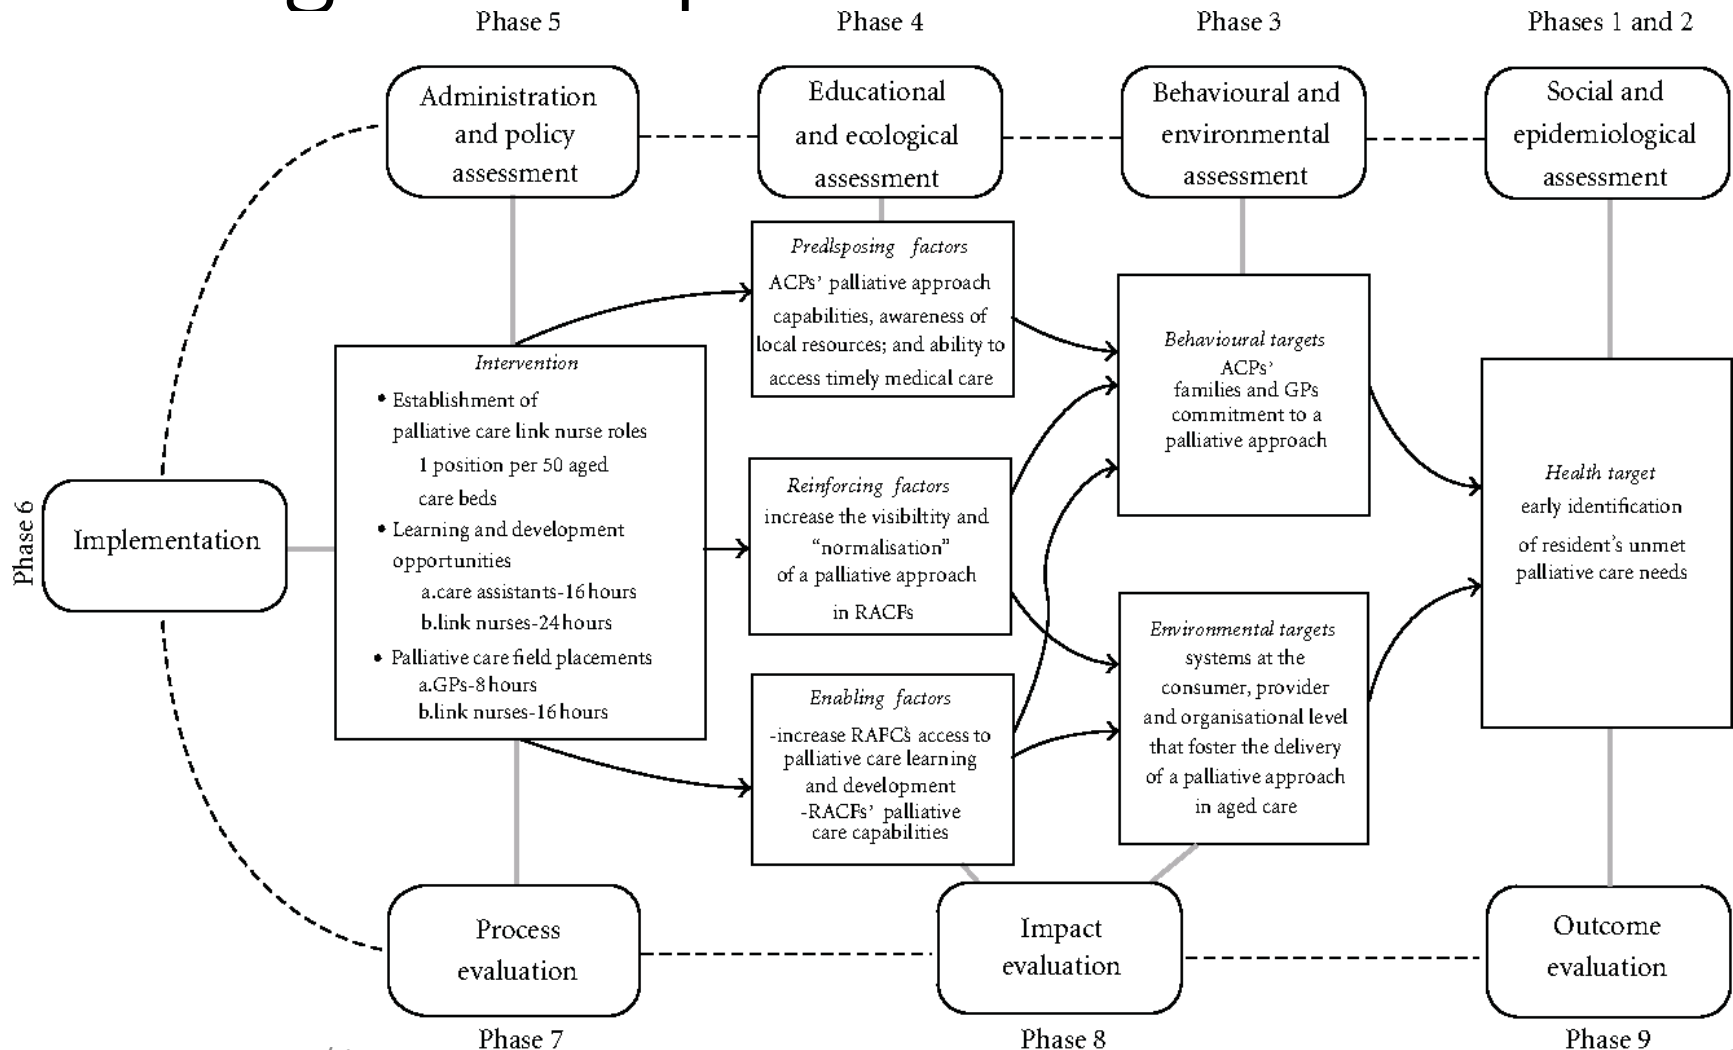 Phase 5
Phase 4
Phase 3
Phases 1 and 2
Administration
and policy
assessment
Educational
and ecological
assessment
Behavioural and
environmental
assessment
Social and
epidemiological
assessment
Phase 6
Implementation
Intervention
• Establishment of
palliative care link nurse roles
1 position per 50 aged
care beds
• Learning and development
opportunities
a.care assistants-16 hours
b.link nurses-24 hours
• Palliative care field placements
a.GPs-8 hours
b.link nurses-16 hours
Predlsposing factors
ACPs’ palliative approach
capabilities, awareness of
local resources; and ability to
access timely medical care
Reinforcing factors
increase the visibiltity and
“normalisation”
of a palliative approach
in RACFs
Enabling factors
-increase RAFCs̀ access to
palliative care learning
and development
-RACFs’ palliative
care capabilities
Behavioural targets
ACPs’
families and GPs
commitment to a
palliative approach
Environmental targets
systems at the
consumer, provider
and organisational level
that foster the delivery
of a palliative approach
in aged care
Health target
early identification
of resident’s unmet
palliative care needs
Process
evaluation
Impact
evaluation
Outcome
evaluation
Phase 7
Phase 8
Phase 9